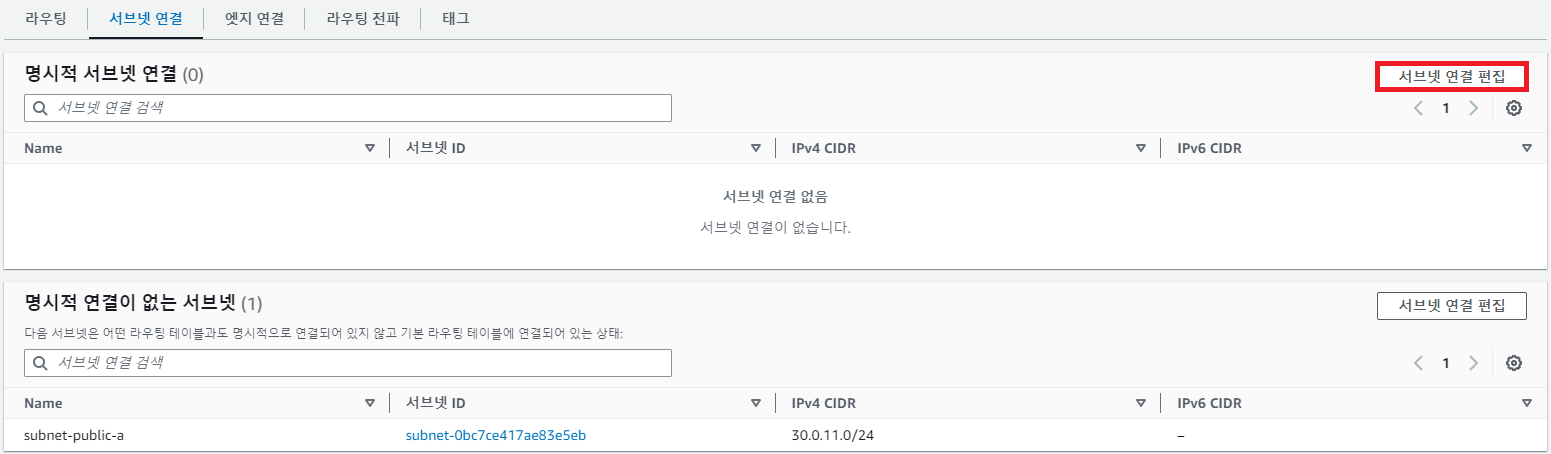 라우팅 서브넷 연결 엣지 연결 라우팅 전파 태그
명시적 서브넷 연결 (0)
서브넷 연결 편집
서브넷 연결 검색
1
Name 서브넷 ID IPv4 CIDR IPv6 CIDR
서브넷 연결 없음
서브넷 연결이 없습니다.
명시적 연결이 없는 서브넷 (1)
서브넷 연결 편집
다음 서브넷은 어떤 라우팅 테이블과도 명시적으로 연결되어 있지 않고 기본 라우팅 테이블에 연결되어 있는 상태:
서브넷 연결 검색
1
Name 서브넷 ID IPv4 CIDR IPv6 CIDR
subnet-public-a subnet-0bc7ce417ae83e5eb 30.0.11.0/24 –